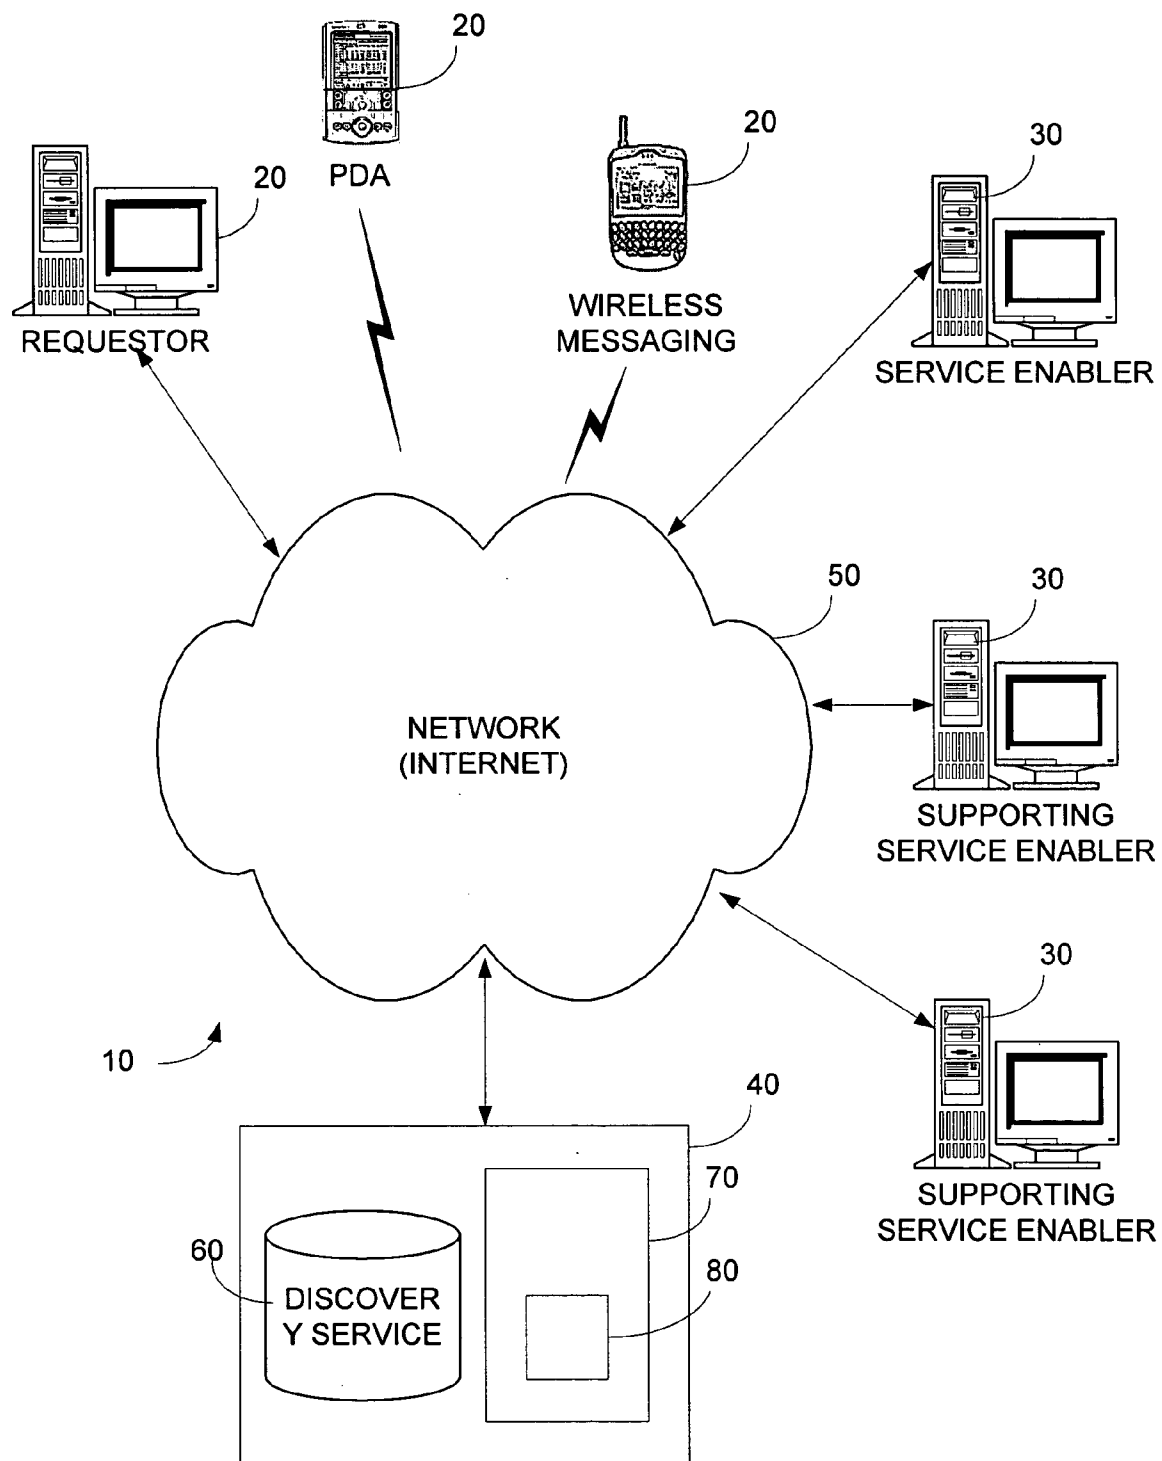 20
PDA
20
REQUESTOR
20
WIRELESS
MESSAGING
30
SERVICE ENABLER
50
30
NETWORK
(INTERNET)
SUPPORTING
SERVICE ENABLER
30
10
40
SUPPORTING
SERVICE ENABLER
70
60
80
DISCOVER
Y SERVICE